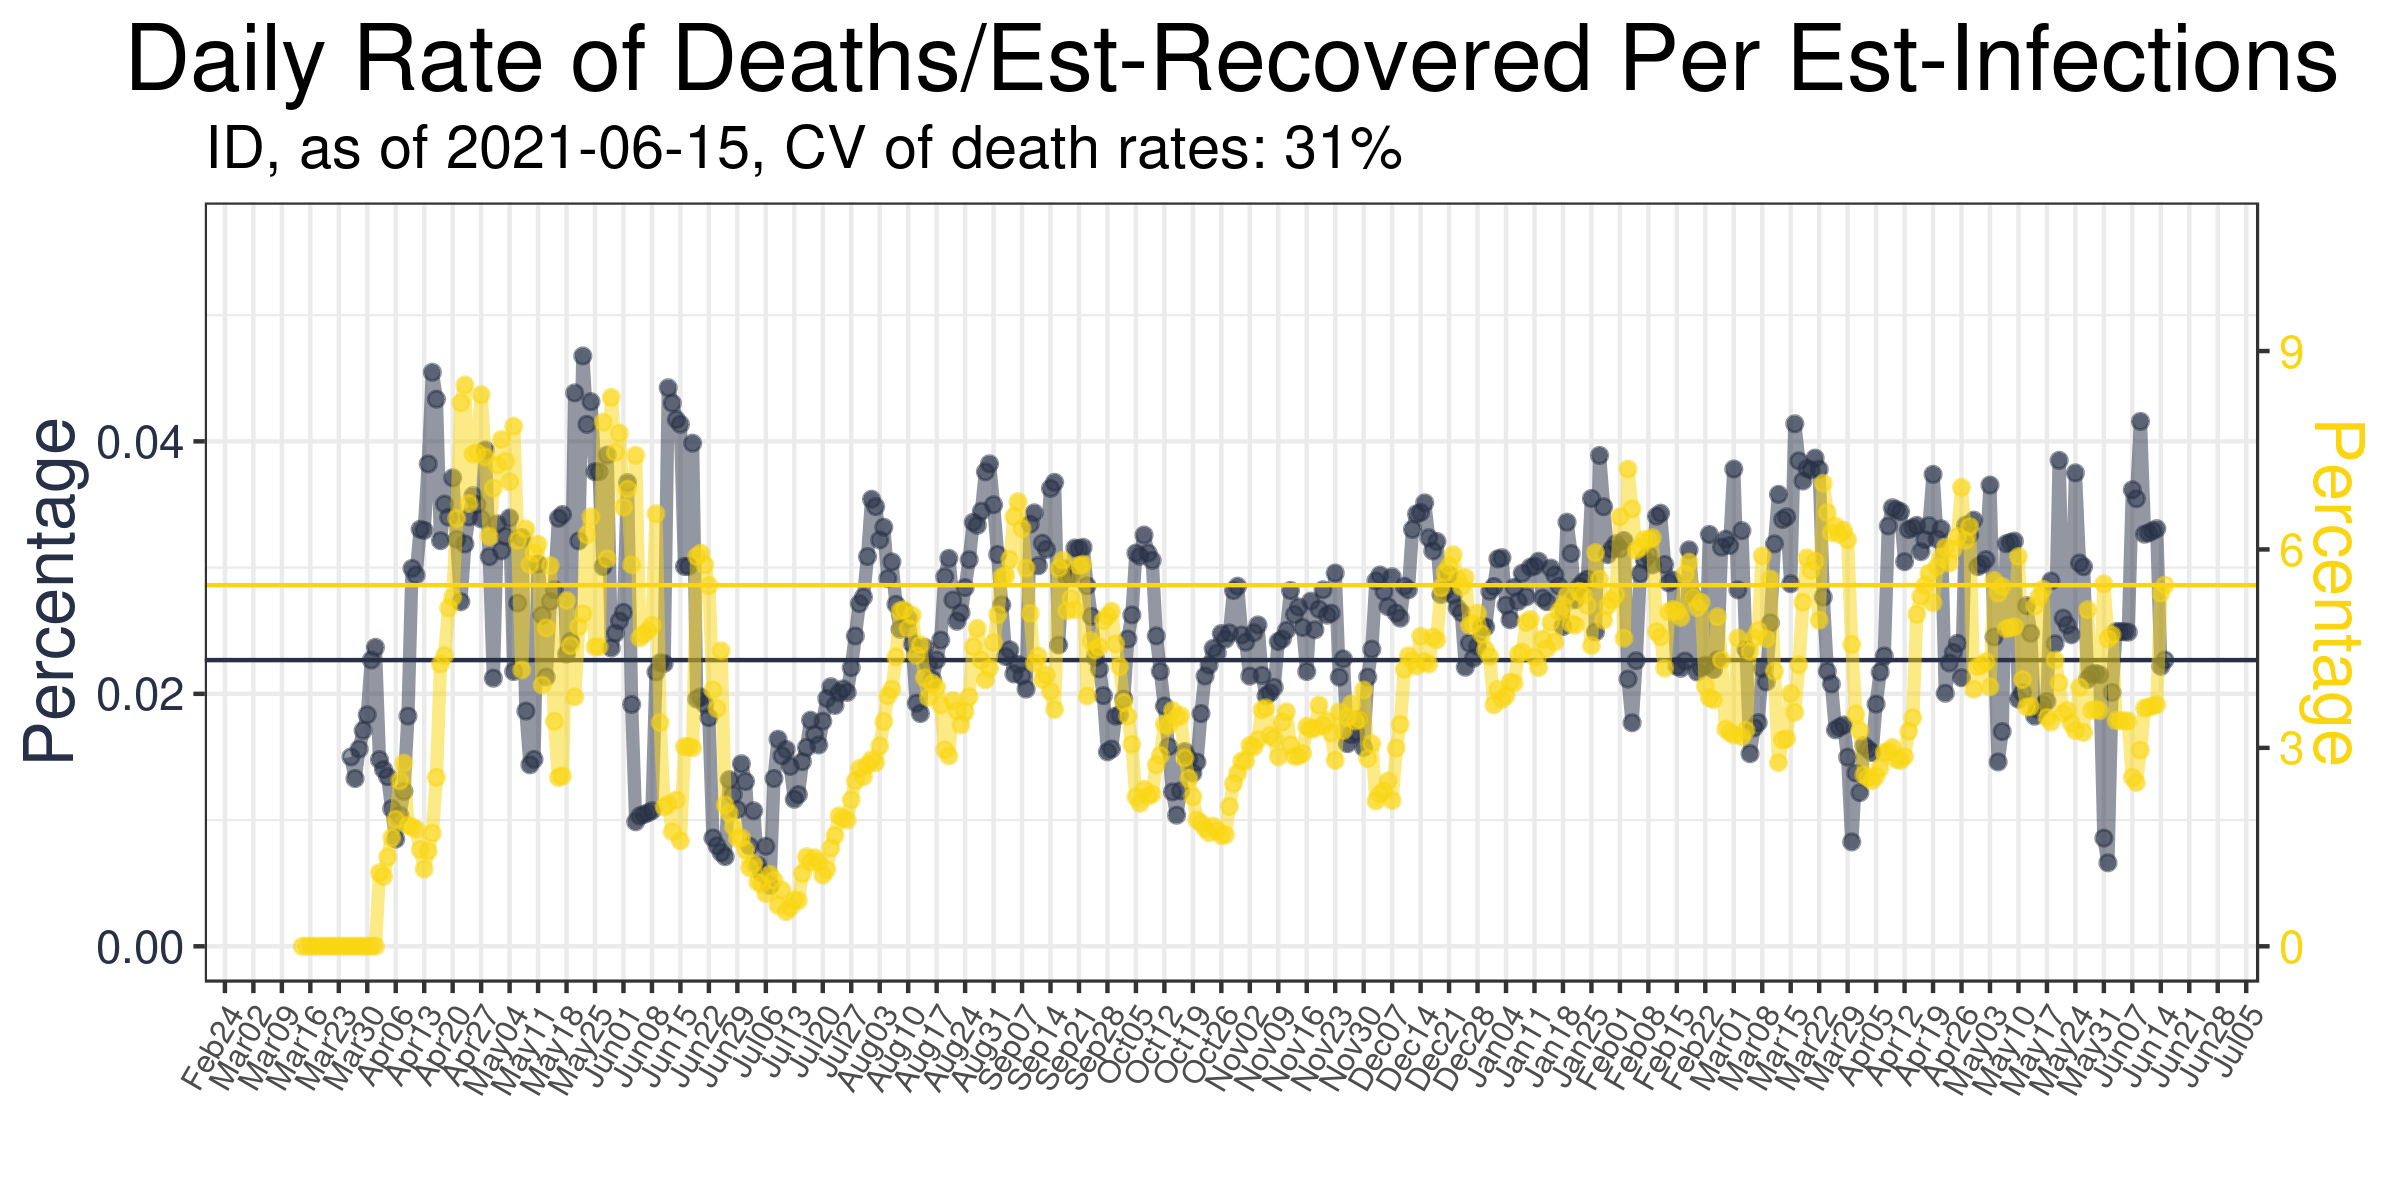 Daily Rate of Deaths/Est-Recovered Per Est-Infections
ID, as of 2021-06-15, CV of death rates: 31%
Percentage
0.04
0.02
0.00
9
6
3
0
Percentage
Feb24
Mar02
Mar09
Mar16
Mar23
Mar30
Apr06
Apr13
Apr20
Apr27
May04
May11
May18
May25
Jun01
Jun08
Jun15
Jun22
Jun29
Jul06
Jul13
Jul20
Jul27
Aug03
Aug10
Aug17
Aug24
Aug31
Sep07
Sep14
Sep21
Sep28
Oct05
Oct12
Oct19
Oct26
Nov02
Nov09
Nov16
Nov23
Nov30
Dec07
Dec14
Dec21
Dec28
Jan04
Jan11
Jan18
Jan25
Feb01
Feb08
Feb15
Feb22
Mar01
Mar08
Mar15
Mar22
Mar29
Apr05
Apr12
Apr19
Apr26
May03
May10
May17
May24
May31
Jun07
Jun14
Jun21
Jun28
Jul05